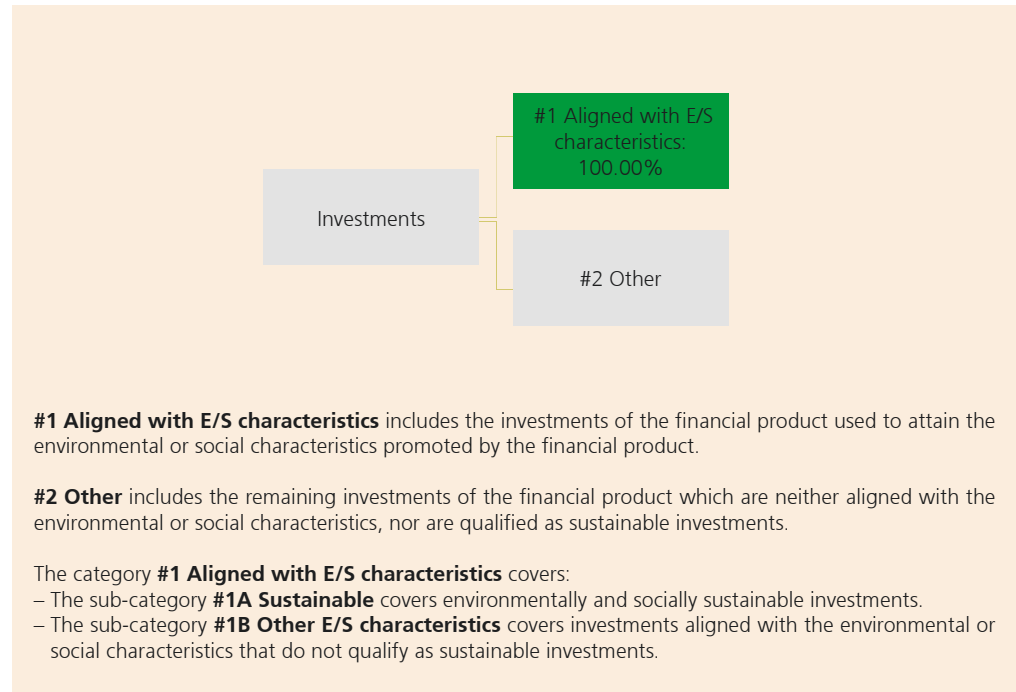 #1 Aligned with E/S
characteristics:
100.00%
Investments
#2 Other
#1 Aligned with E/S characteristics includes the investments of the financial product used to attain the
environmental or social characteristics promoted by the financial product.
#2 Other includes the remaining investments of the financial product which are neither aligned with the
environmental or social characteristics, nor are qualified as sustainable investments.
The category #1 Aligned with E/S characteristics covers:
– The sub-category #1A Sustainable covers environmentally and socially sustainable investments.
– The sub-category #1B Other E/S characteristics covers investments aligned with the environmental or
social characteristics that do not qualify as sustainable investments.